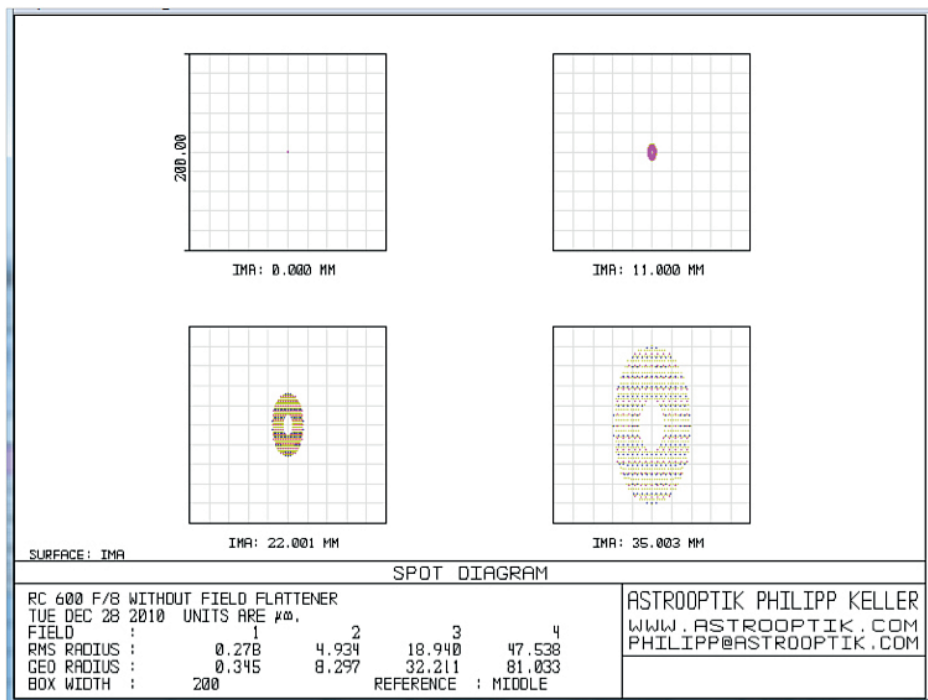 200.00
IMA: 0.000 MM
IMA: 11.000 MM
IMA: 22.001 MM
IMA: 35.003 MM
SURFACE: IMA
SPOT DIAGRAM
RC 600 F/8 WITHOUT FIELD FLATTENER
TUE DEC 28 2010 UNITS ARE µm.
FIELD : 1 2 3 4
RMS RADIUS : 0.278 4.934 18.940 47.538
GEO RADIUS : 0.345 8.297 32.211 81.033
BOX WIDTH : 200 REFERENCE : MIDDLE
ASTROOPTIK PHILIPP KELLER
WWW.ASTROOPTIK.COM
PHILIPP@ASTROOPTIK.COM